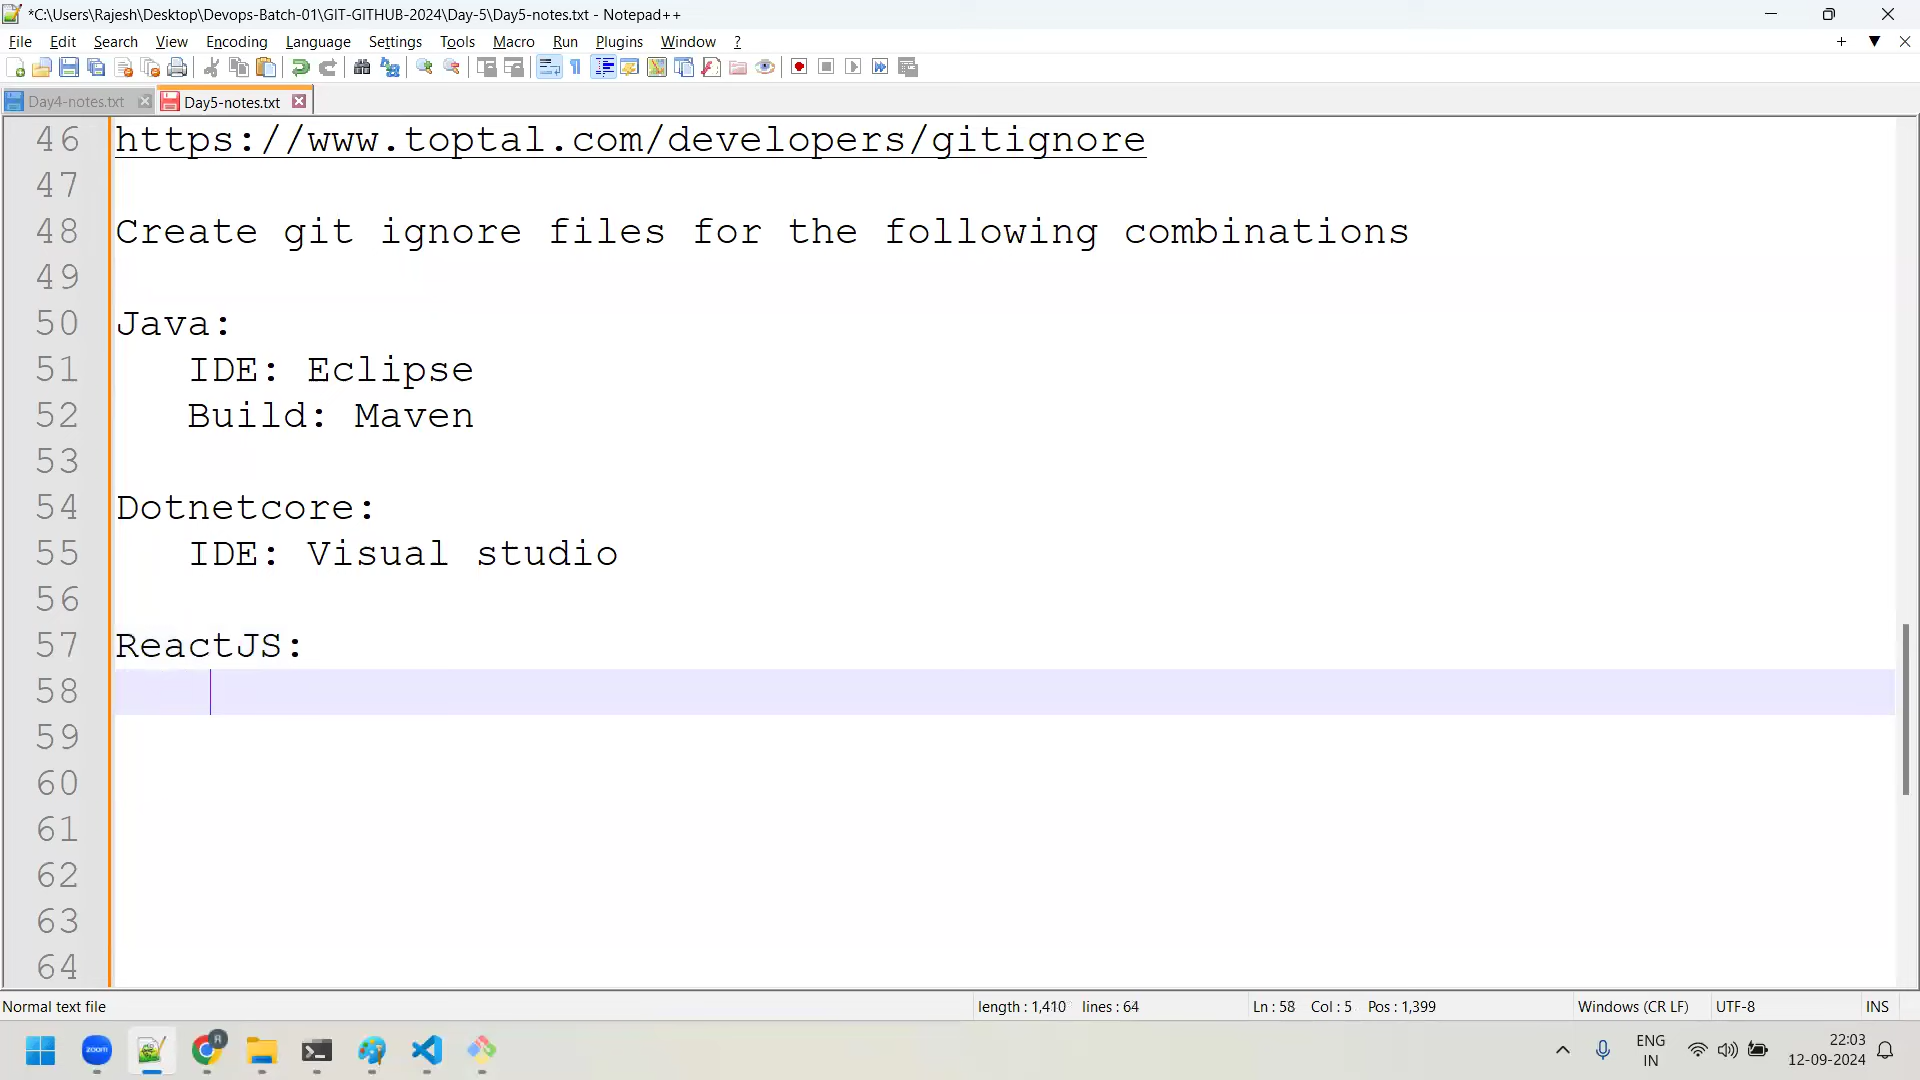 *C:\Users\Rajesh\Desktop\Devops-Batch-01\GIT-GITHUB-2024\Day-5\Day5-notes.txt - Notepad++
File Edit Search View Encoding Language Settings Tools Macro Run Plugins Window ?
Day4-notes.txt Day5-notes.txt
46 https://www.toptal.com/developers/gitignore
47
48 Create git ignore files for the following combinations
49
50 Java:
51 IDE: Eclipse
52 Build: Maven
53
54 Dotnetcore:
55 IDE: Visual studio
56
57 ReactJS:
58
59
60
61
62
63
64
Normal text file length : 1,410 lines : 64 Ln : 58 Col : 5 Pos : 1,399 Windows (CR LF) UTF-8 INS
zoom R ENG 22:03
IN 12-09-2024